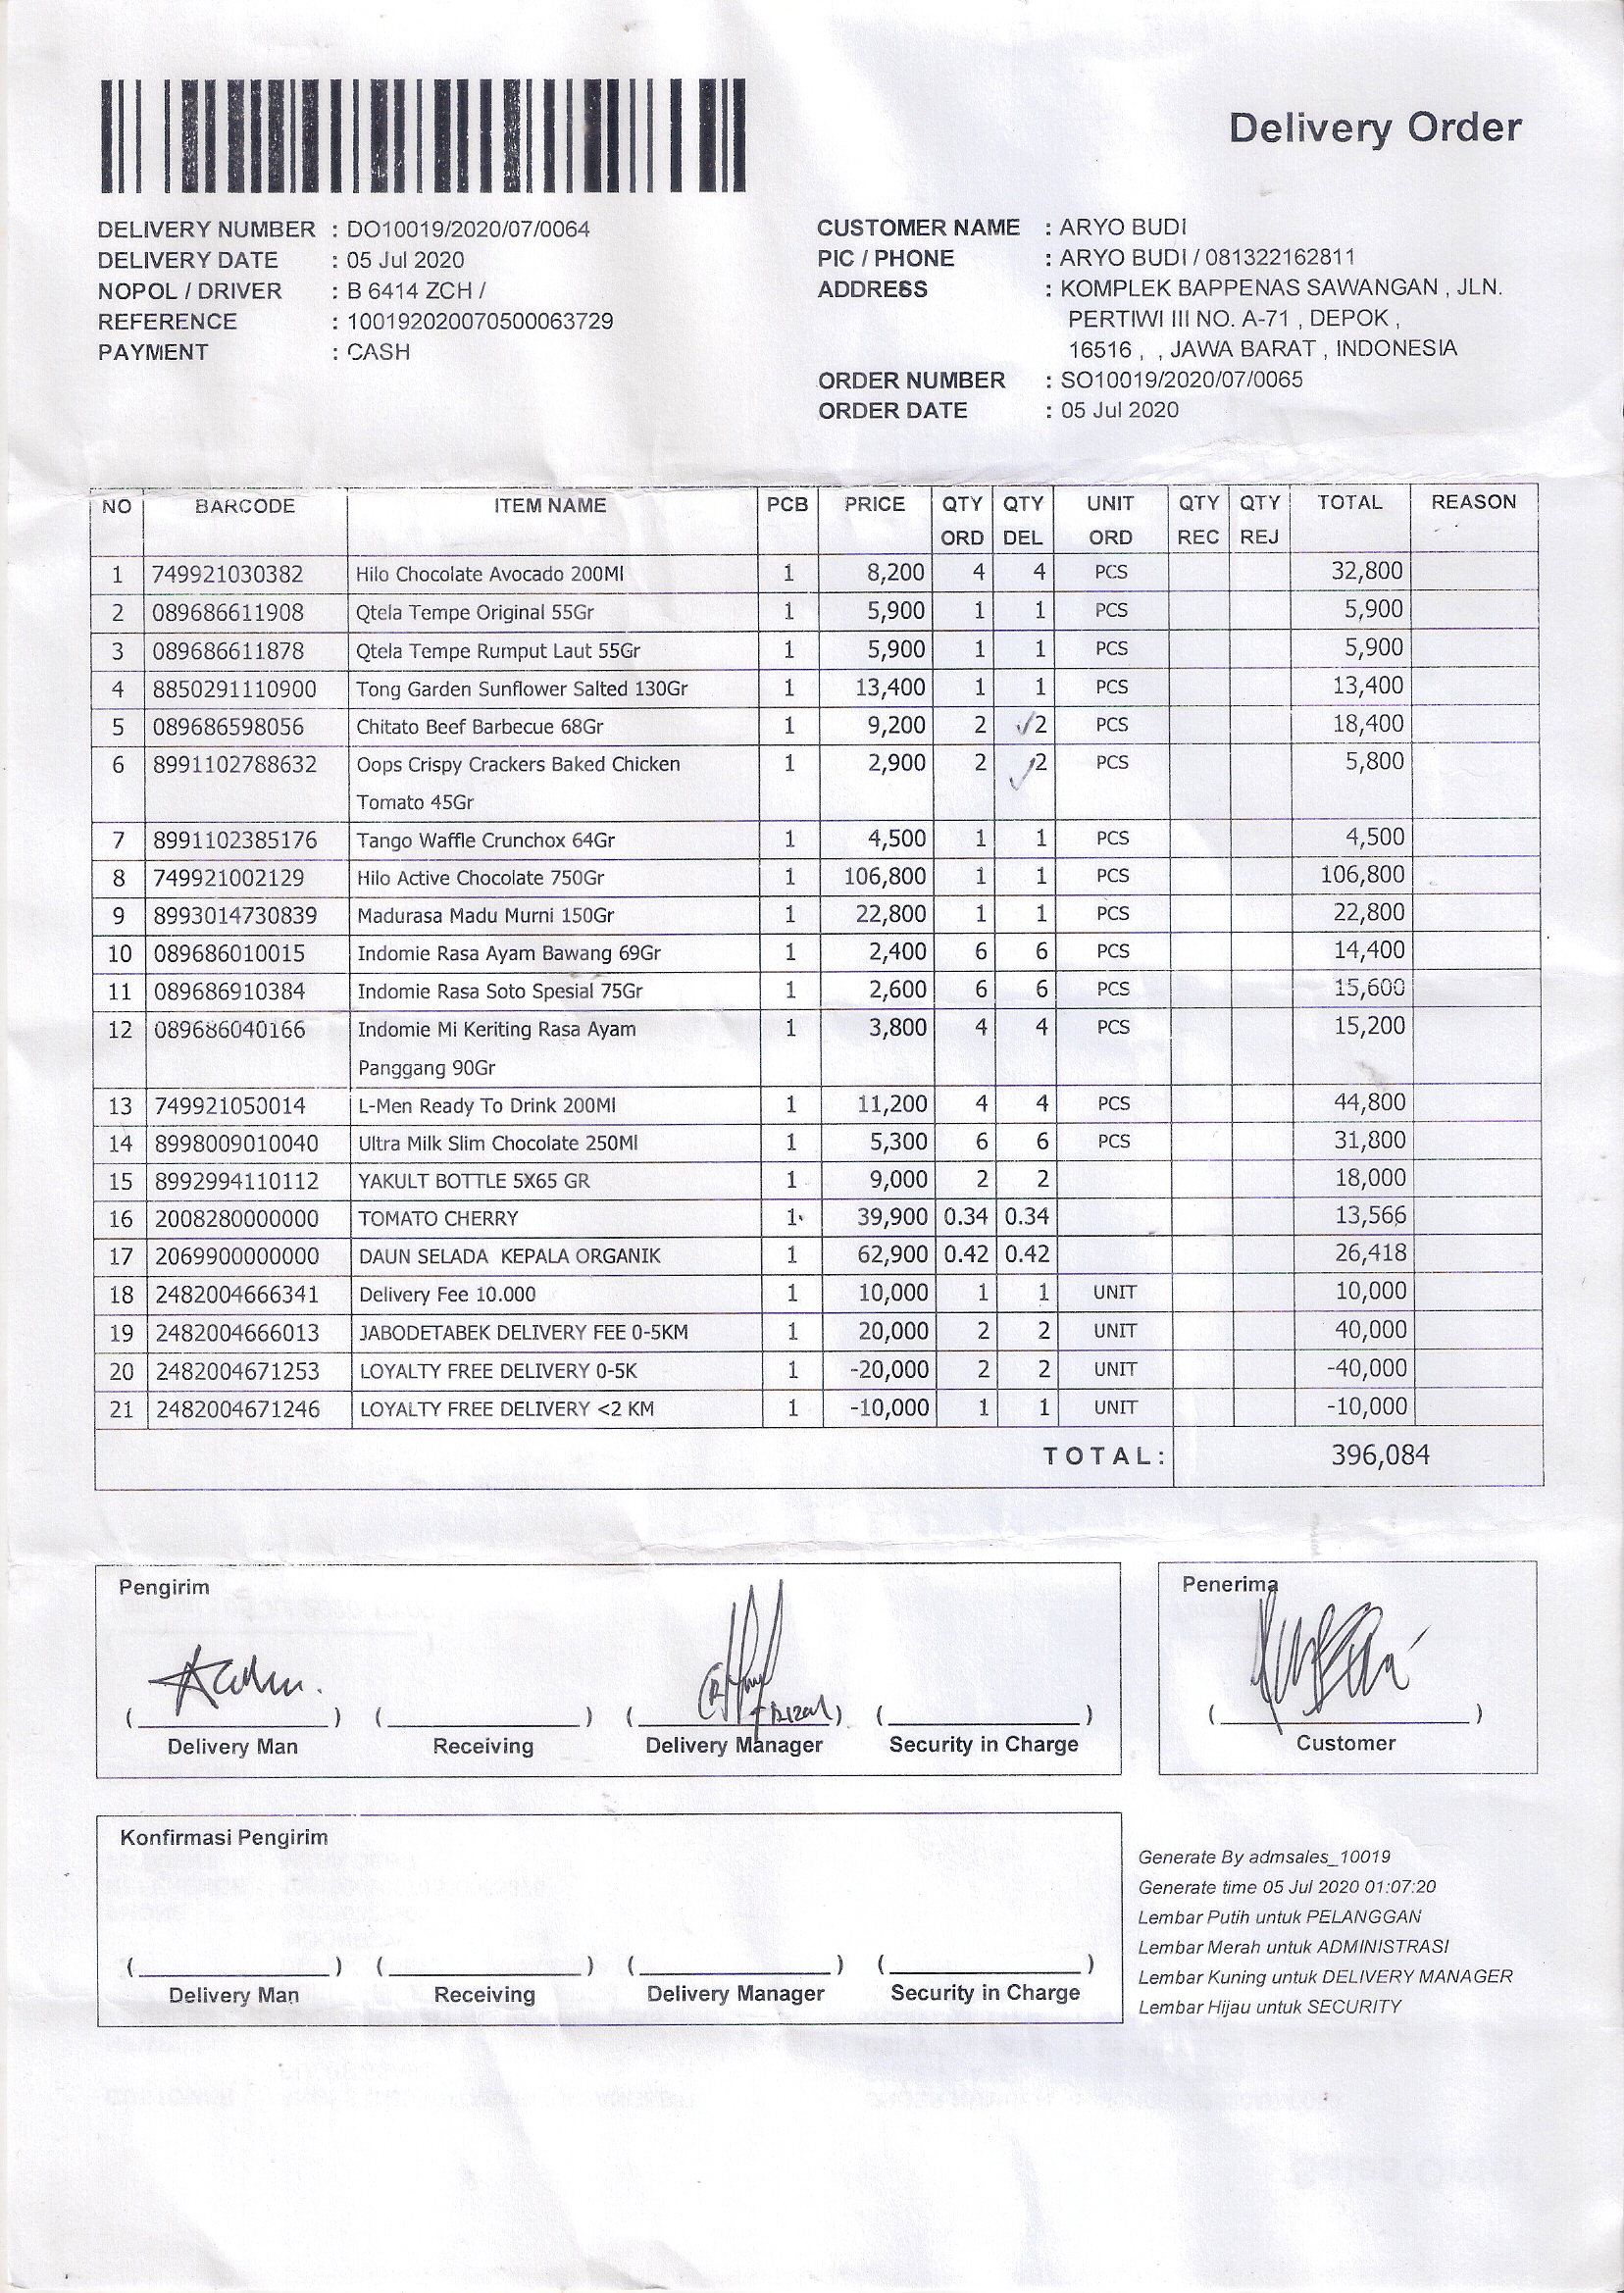 Delivery Order
DELIVERY NUMBER : DO10019/2020/07/0064
DELIVERY DATE : 05 Jul 2020
NOPOL / DRIVER : B 6414 ZCH /
REFERENCE : 100192020070500063729
PAYMENT : CASH
CUSTOMER NAME : ARYO BUDI
PIC / PHONE : ARYO BUDI / 081322162811
ADDRESS : KOMPLEK BAPPENAS SAWANGAN , JLN.
PERTIWI III NO. A-71 , DEPOK ,
16516 , , JAWA BARAT , INDONESIA
ORDER NUMBER : SO10019/2020/07/0065
ORDER DATE : 05 Jul 2020
NO BARCODE ITEM NAME PCB PRICE QTY ORD QTY DEL UNIT ORD QTY REC QTY REJ TOTAL REASON
1 749921030382 Hilo Chocolate Avocado 200Ml 1 8,200 4 4 PCS 32,800
2 089686611908 Qtela Tempe Original 55Gr 1 5,900 1 1 PCS 5,900
3 089686611878 Qtela Tempe Rumput Laut 55Gr 1 5,900 1 1 PCS 5,900
4 8850291110900 Tong Garden Sunflower Salted 130Gr 1 13,400 1 1 PCS 13,400
5 089686598056 Chitato Beef Barbecue 68Gr 1 9,200 2 ✓2 PCS 18,400
6 8991102788632 Oops Crispy Crackers Baked Chicken 1 2,900 2 ✓2 PCS 5,800
Tomato 45Gr
7 8991102385176 Tango Waffle Crunchox 64Gr 1 4,500 1 1 PCS 4,500
8 749921002129 Hilo Active Chocolate 750Gr 1 106,800 1 1 PCS 106,800
9 8993014730839 Madurasa Madu Murni 150Gr 1 22,800 1 1 PCS 22,800
10 089686010015 Indomie Rasa Ayam Bawang 69Gr 1 2,400 6 6 PCS 14,400
11 089686910384 Indomie Rasa Soto Spesial 75Gr 1 2,600 6 6 PCS 15,600
12 089686040166 Indomie Mi Keriting Rasa Ayam 1 3,800 4 4 PCS 15,200
Panggang 90Gr
13 749921050014 L-Men Ready To Drink 200Ml 1 11,200 4 4 PCS 44,800
14 8998009010040 Ultra Milk Slim Chocolate 250Ml 1 5,300 6 6 PCS 31,800
15 8992994110112 YAKULT BOTTLE 5X65 GR 1 9,000 2 2 18,000
16 2008280000000 TOMATO CHERRY 1 39,900 0.34 0.34 13,566
17 2069900000000 DAUN SELADA KEPALA ORGANIK 1 62,900 0.42 0.42 26,418
18 2482004666341 Delivery Fee 10.000 1 10,000 1 1 UNIT 10,000
19 2482004666013 JABODETABEK DELIVERY FEE 0-5KM 1 20,000 2 2 UNIT 40,000
20 2482004671253 LOYALTY FREE DELIVERY 0-5K 1 -20,000 2 2 UNIT -40,000
21 2482004671246 LOYALTY FREE DELIVERY <2 KM 1 -10,000 1 1 UNIT -10,000
TOTAL: 396,084
Pengirim
( ) ( ) ( ) ( )
Delivery Man Receiving Delivery Manager Security in Charge
Penerima
( )
Customer
Konfirmasi Pengirim
( ) ( ) ( ) ( )
Delivery Man Receiving Delivery Manager Security in Charge
Generate By admsales_10019
Generate time 05 Jul 2020 01:07:20
Lembar Putih untuk PELANGGAN
Lembar Merah untuk ADMINISTRASI
Lembar Kuning untuk DELIVERY MANAGER
Lembar Hijau untuk SECURITY